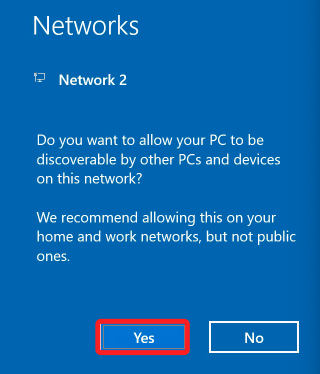 Networks
Network 2
Do you want to allow your PC to be
discoverable by other PCs and devices
on this network?
We recommend allowing this on your
home and work networks, but not public
ones.
Yes
No